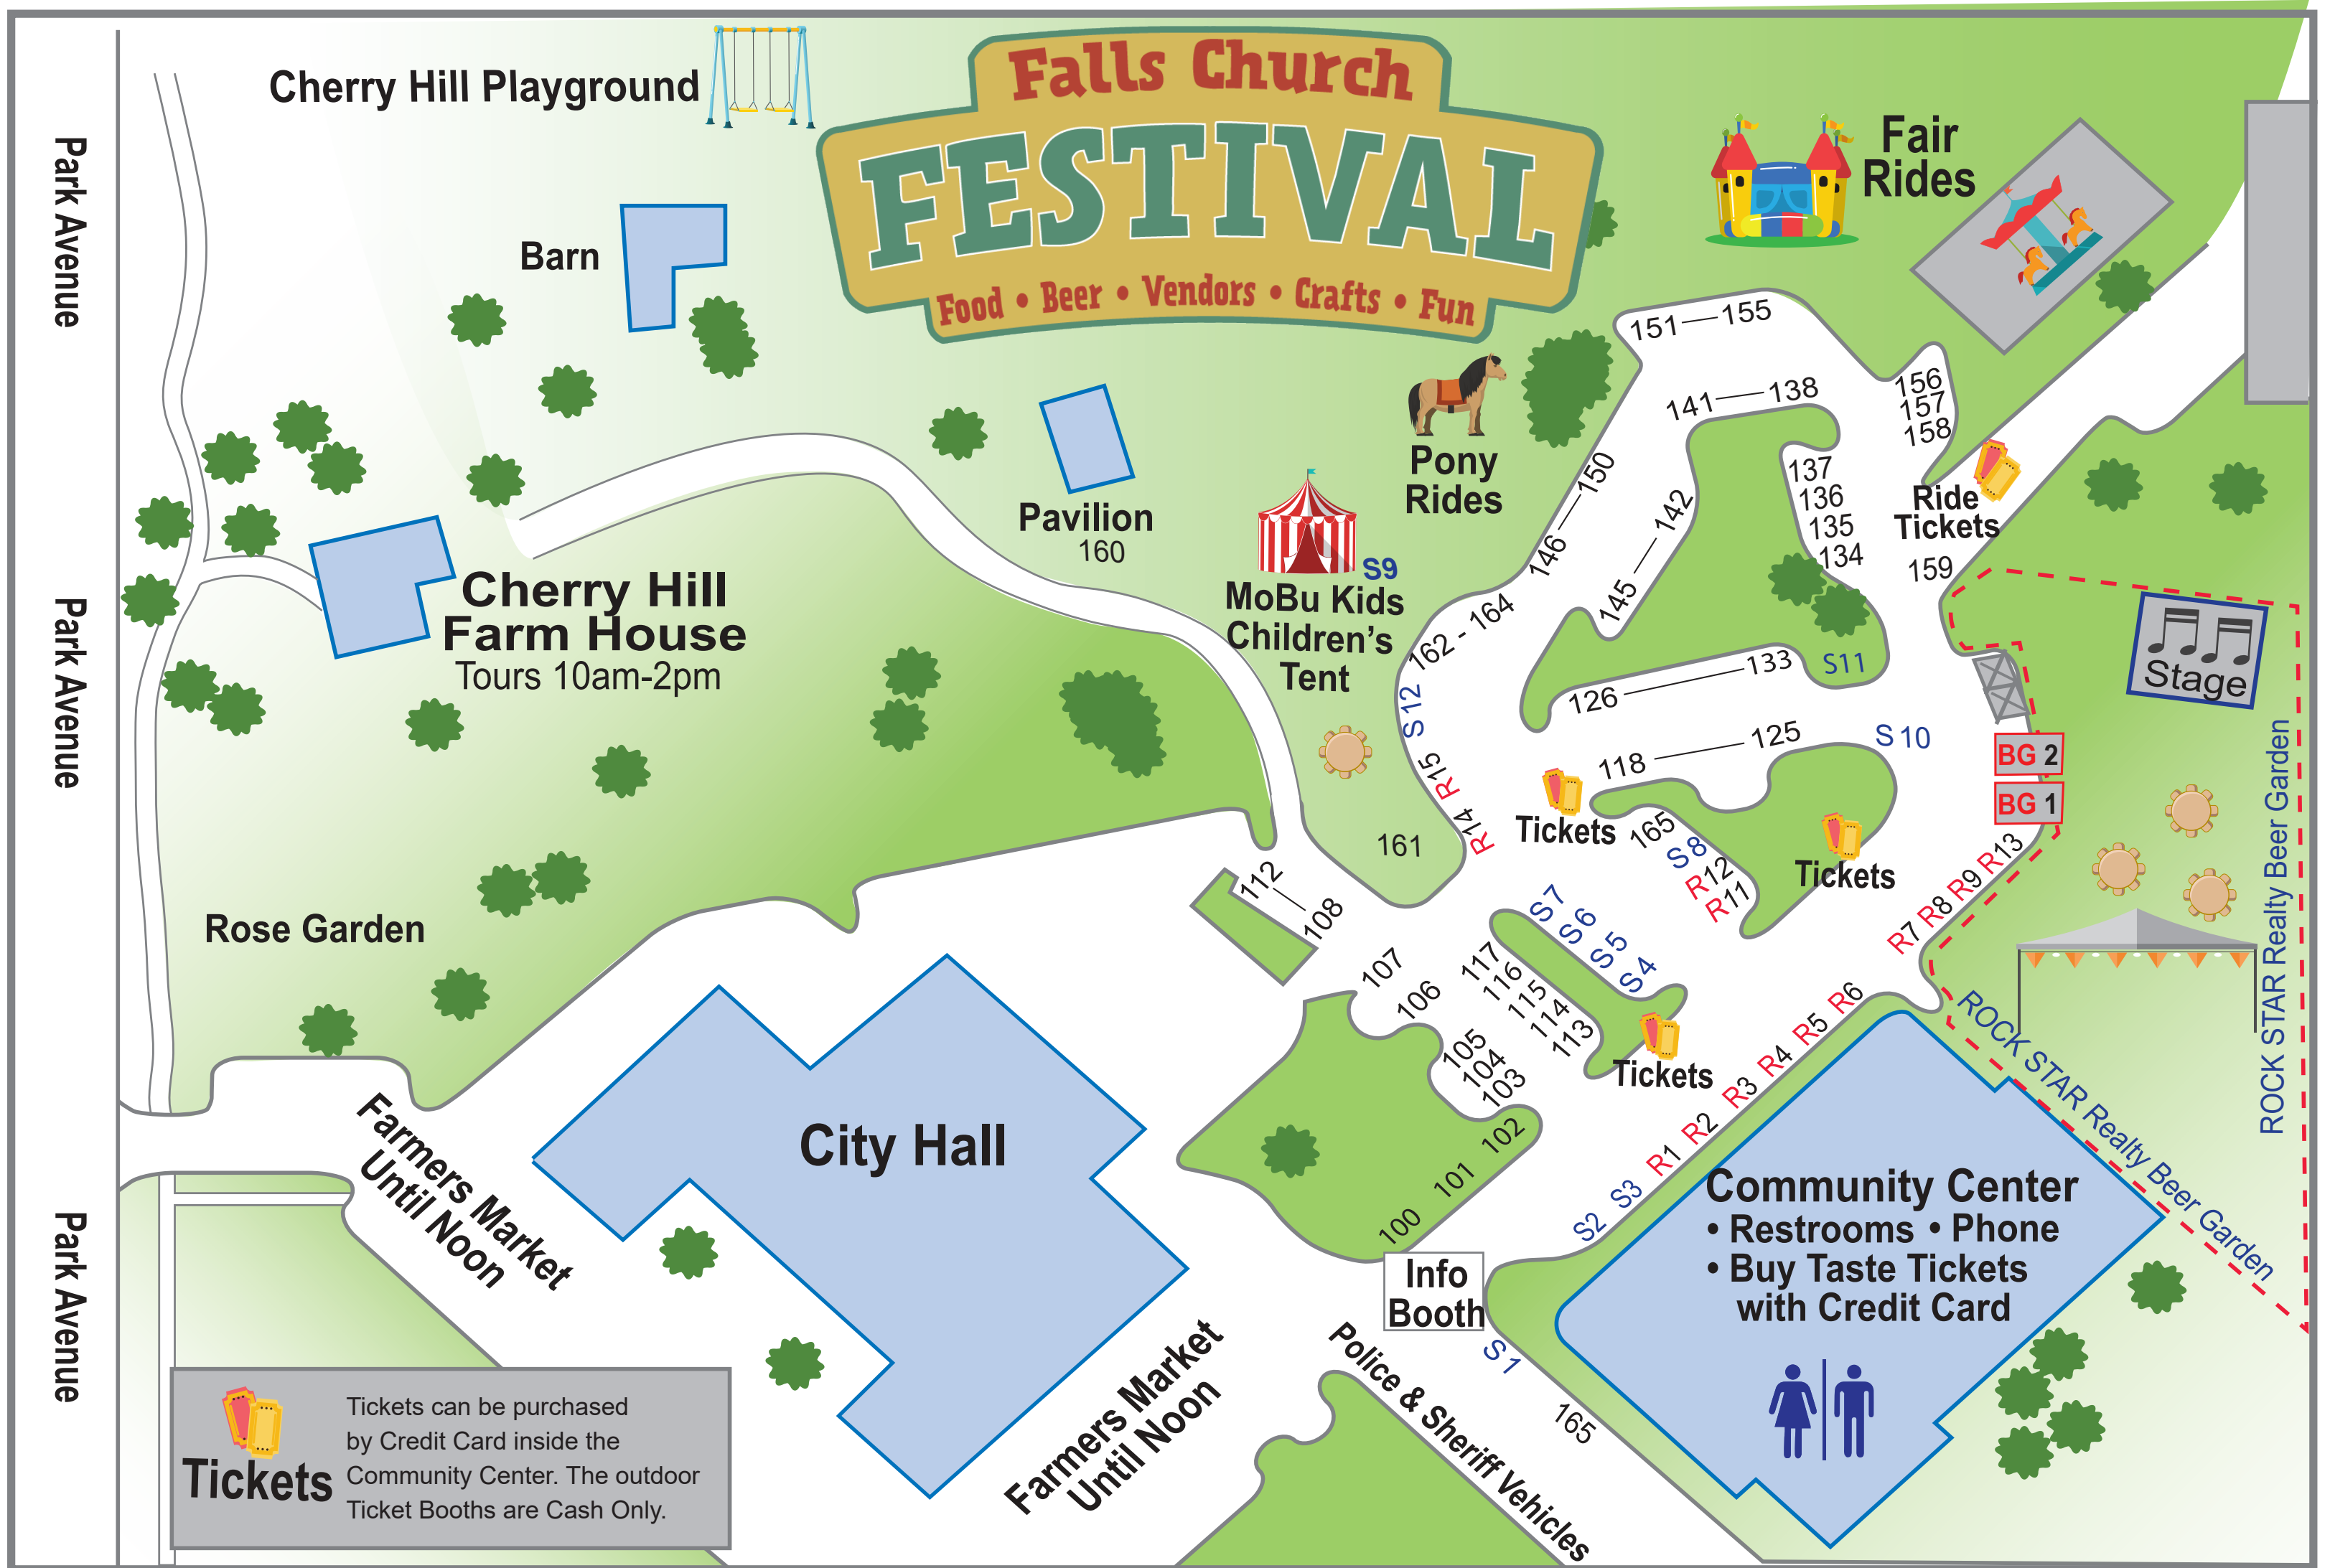 Falls Church
FESTIVAL
Food • Beer • Vendors • Crafts • Fun
Cherry Hill Playground
Park Avenue
Barn
Fair
Rides
151—155
141—138
156
157
158
Pony
Rides
146—150
145—142
137
136
135
134
Ride
Tickets
159
Pavilion
160
S9
MoBu Kids
Children's
Tent
162 - 164
Cherry Hill
Farm House
Tours 10am-2pm
Park Avenue
S 12
126—133
S11
Stage
118—125
S 10
BG 2
BG 1
R15
R14
161
Tickets
165
S 8
R12
R11
Tickets
R7 R8 R9 R13
ROCK STAR Realty Beer Garden
ROCK STAR Realty Beer Garden
112—108
Rose Garden
107
106
105
104
103
102
101
100
S 7
S 6
S 5
S 4
117
116
115
114
113
Tickets
S2 S3 R1 R2 R3 R4 R5 R6
City Hall
Farmers Market
Until Noon
Community Center
• Restrooms • Phone
• Buy Taste Tickets
with Credit Card
Info
Booth
S 1
165
Police & Sheriff Vehicles
Farmers Market
Until Noon
Park Avenue
Tickets
Tickets can be purchased
by Credit Card inside the
Community Center. The outdoor
Ticket Booths are Cash Only.